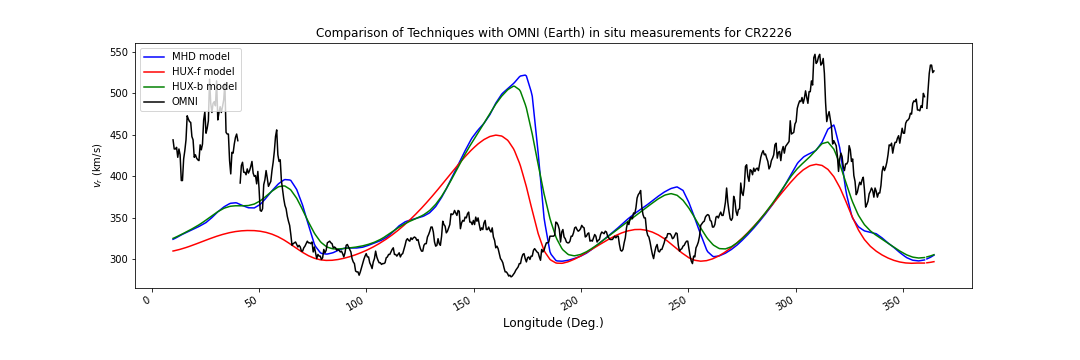 Comparison of Techniques with OMNI (Earth) in situ measurements for CR2226
MHD model
HUX-f model
HUX-b model
OMNI
550
500
450
400
350
300
vr (km/s)
0
50
100
150
200
250
300
350
Longitude (Deg.)